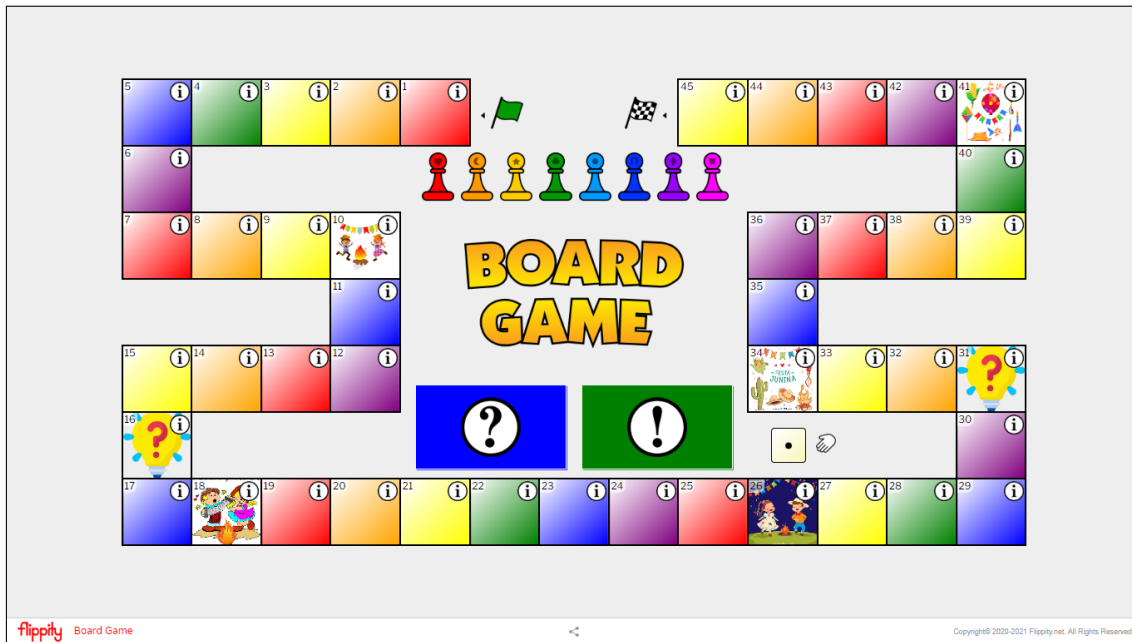 5 i 4 i 3 i 2 i 1 i 45 i 44 i 43 i 42 i 41 i
6 i 40 i
7 i 8 i 9 i 10 i 36 i 37 i 38 i 39 i
BOARD
GAME
11 i 35 i
15 i 14 i 13 i 12 i 34 i 33 i 32 i 31 ? i
FESTA
JUNINA
? !
16 ? i 30 i
17 i 18 i 19 i 20 i 21 i 22 i 23 i 24 i 25 i 26 i 27 i 28 i 29 i
flippity Board Game Copyright© 2020-2021 Flippity.net. All Rights Reserved